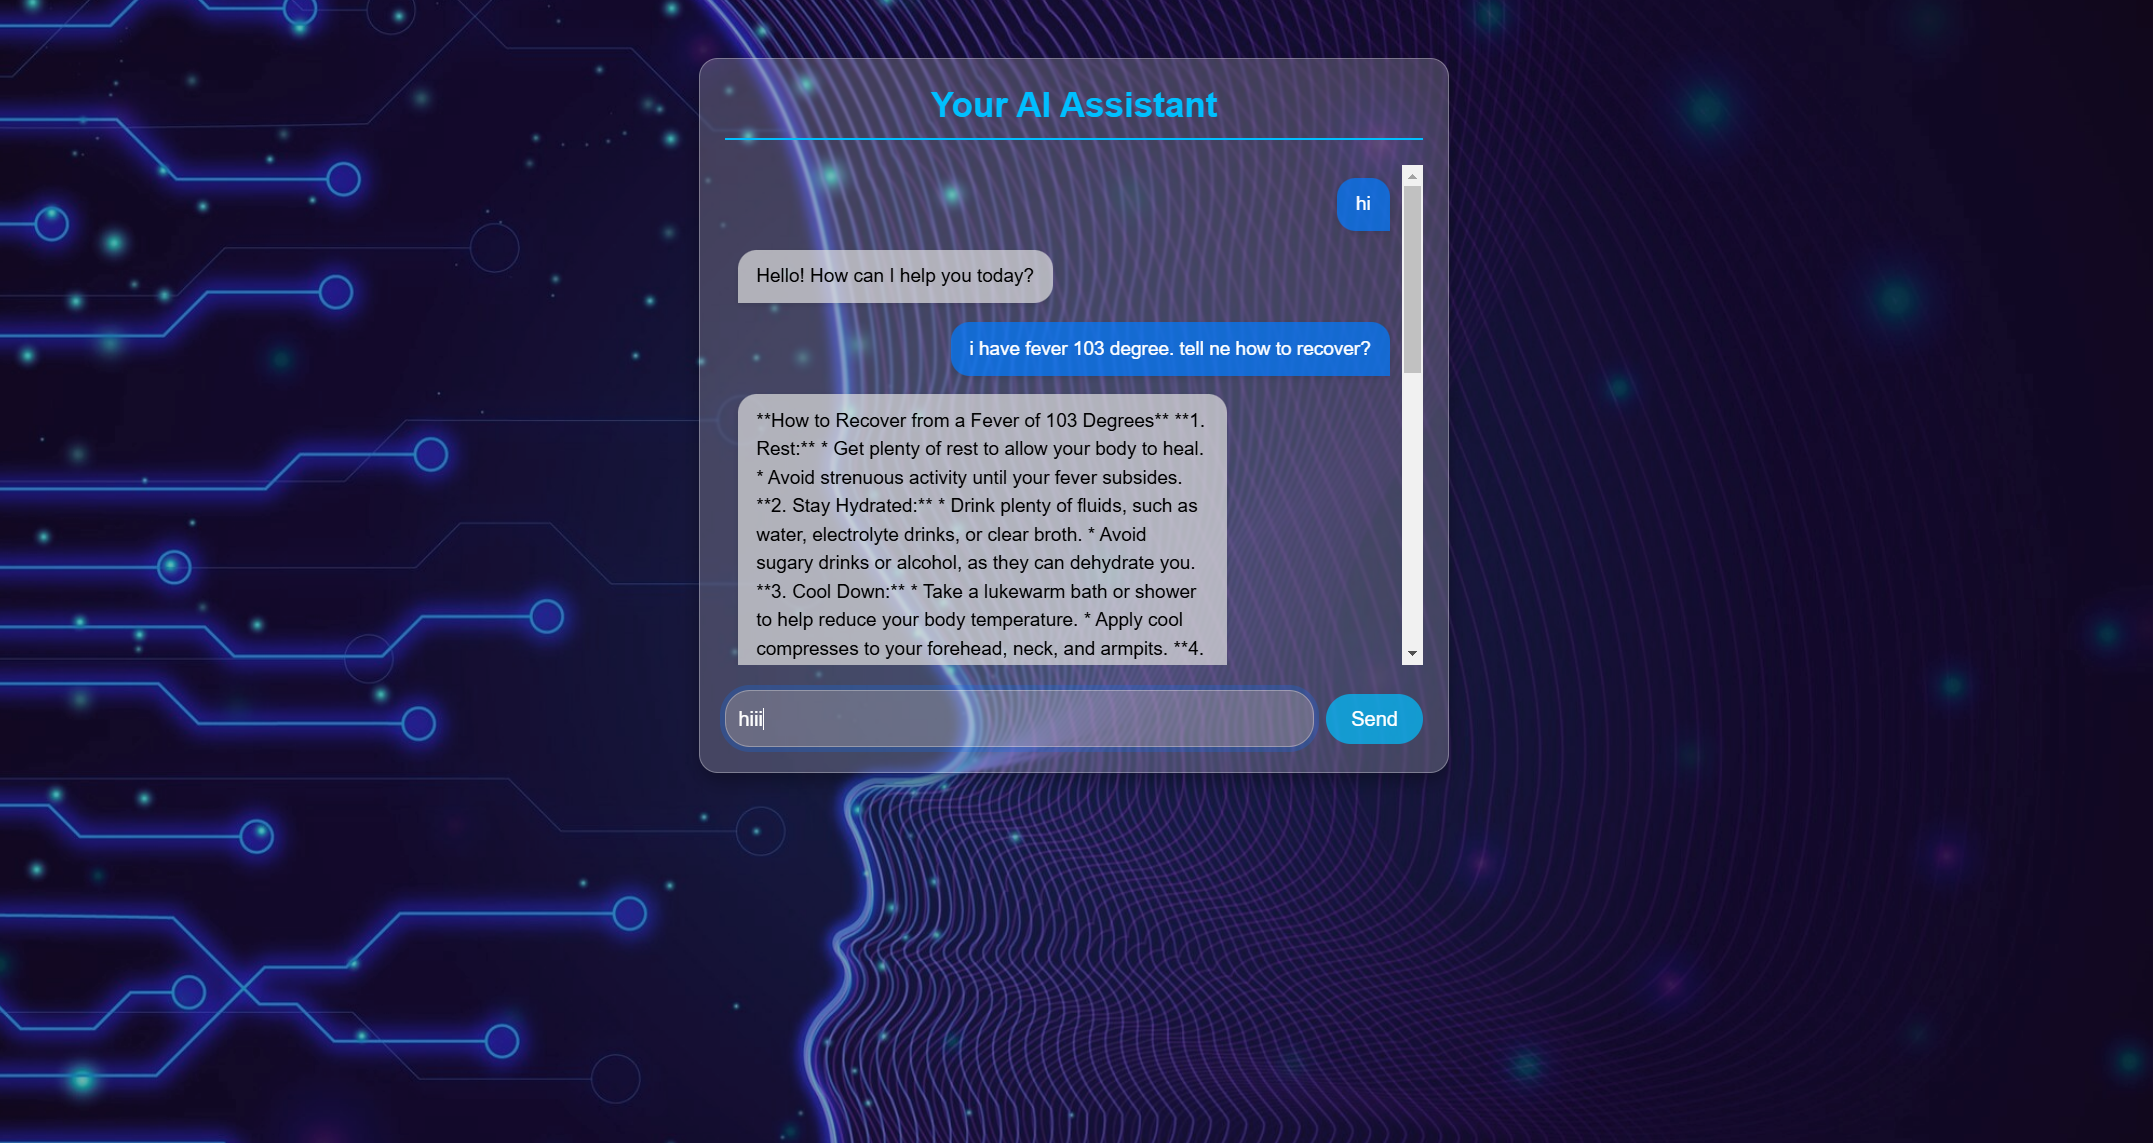 Your AI Assistant
hi
Hello! How can I help you today?
i have fever 103 degree. tell ne how to recover?
**How to Recover from a Fever of 103 Degrees** **1.
Rest:** * Get plenty of rest to allow your body to heal.
* Avoid strenuous activity until your fever subsides.
**2. Stay Hydrated:** * Drink plenty of fluids, such as
water, electrolyte drinks, or clear broth. * Avoid
sugary drinks or alcohol, as they can dehydrate you.
**3. Cool Down:** * Take a lukewarm bath or shower
to help reduce your body temperature. * Apply cool
compresses to your forehead, neck, and armpits. **4.
hiii
Send